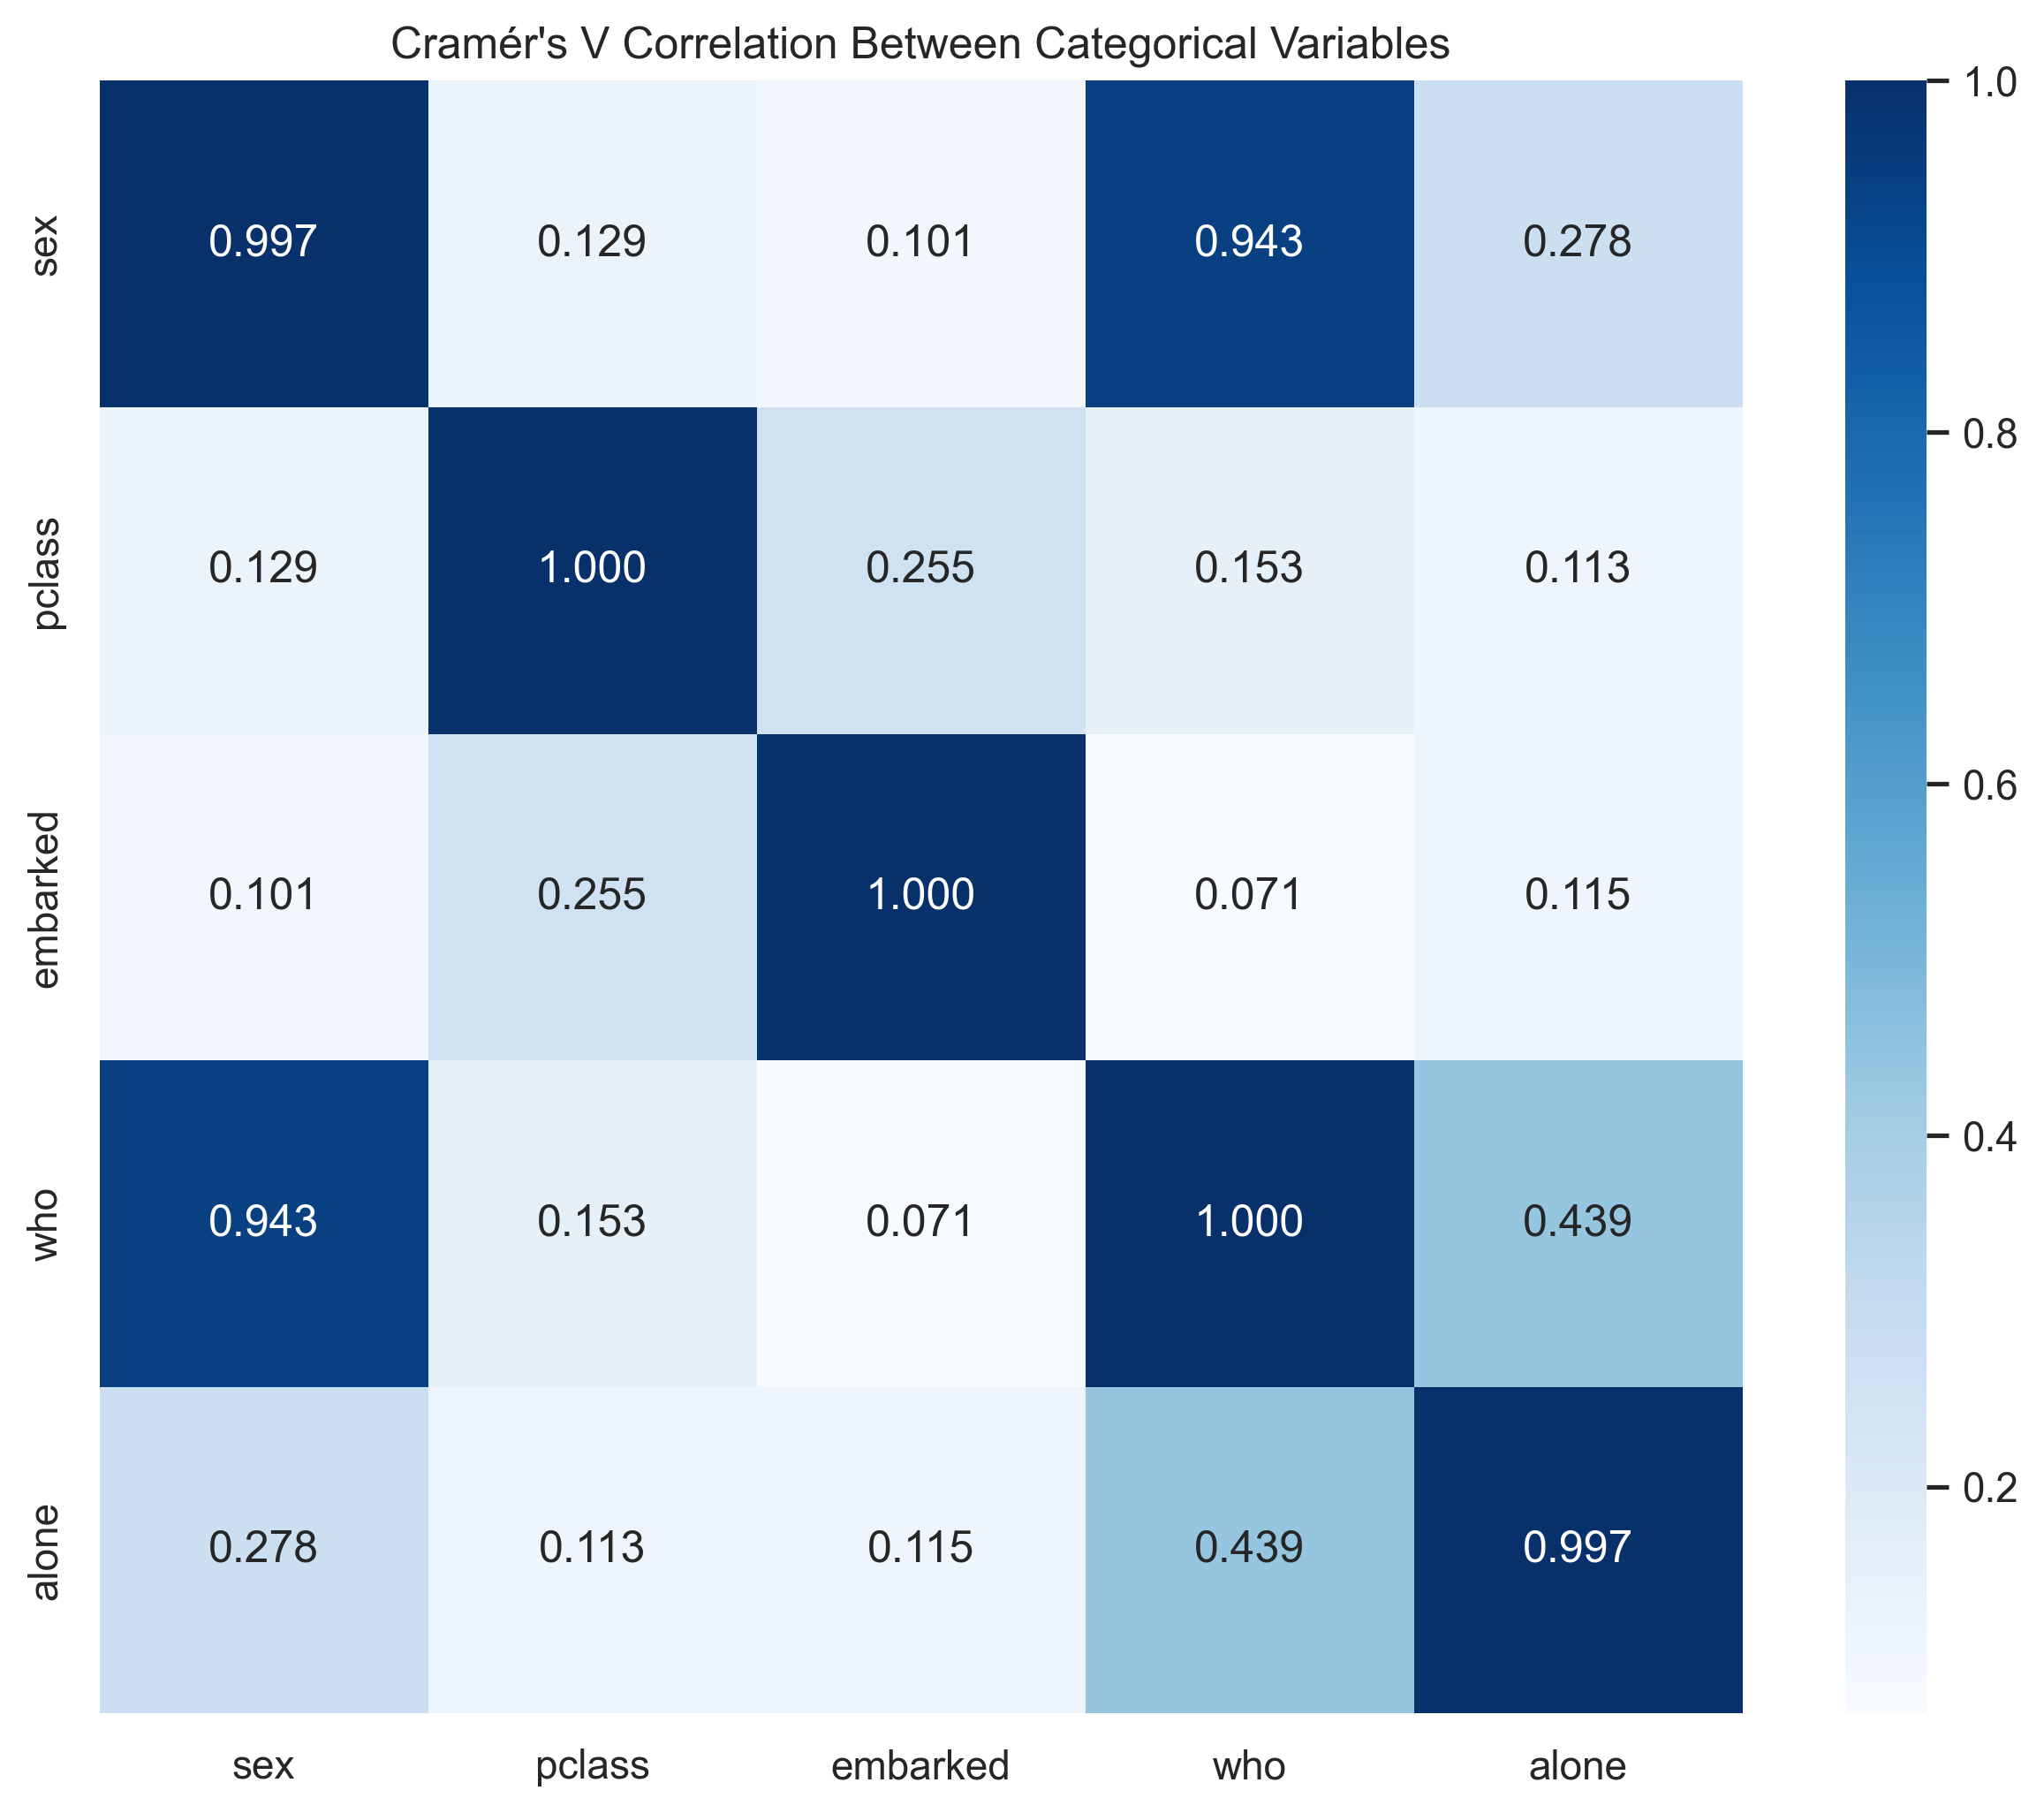 Cramér's V Correlation Between Categorical Variables
1.0
sex
0.997 0.129 0.101 0.943 0.278
0.8
pclass
0.129 1.000 0.255 0.153 0.113
0.6
embarked
0.101 0.255 1.000 0.071 0.115
0.4
who
0.943 0.153 0.071 1.000 0.439
0.2
alone
0.278 0.113 0.115 0.439 0.997
sex pclass embarked who alone